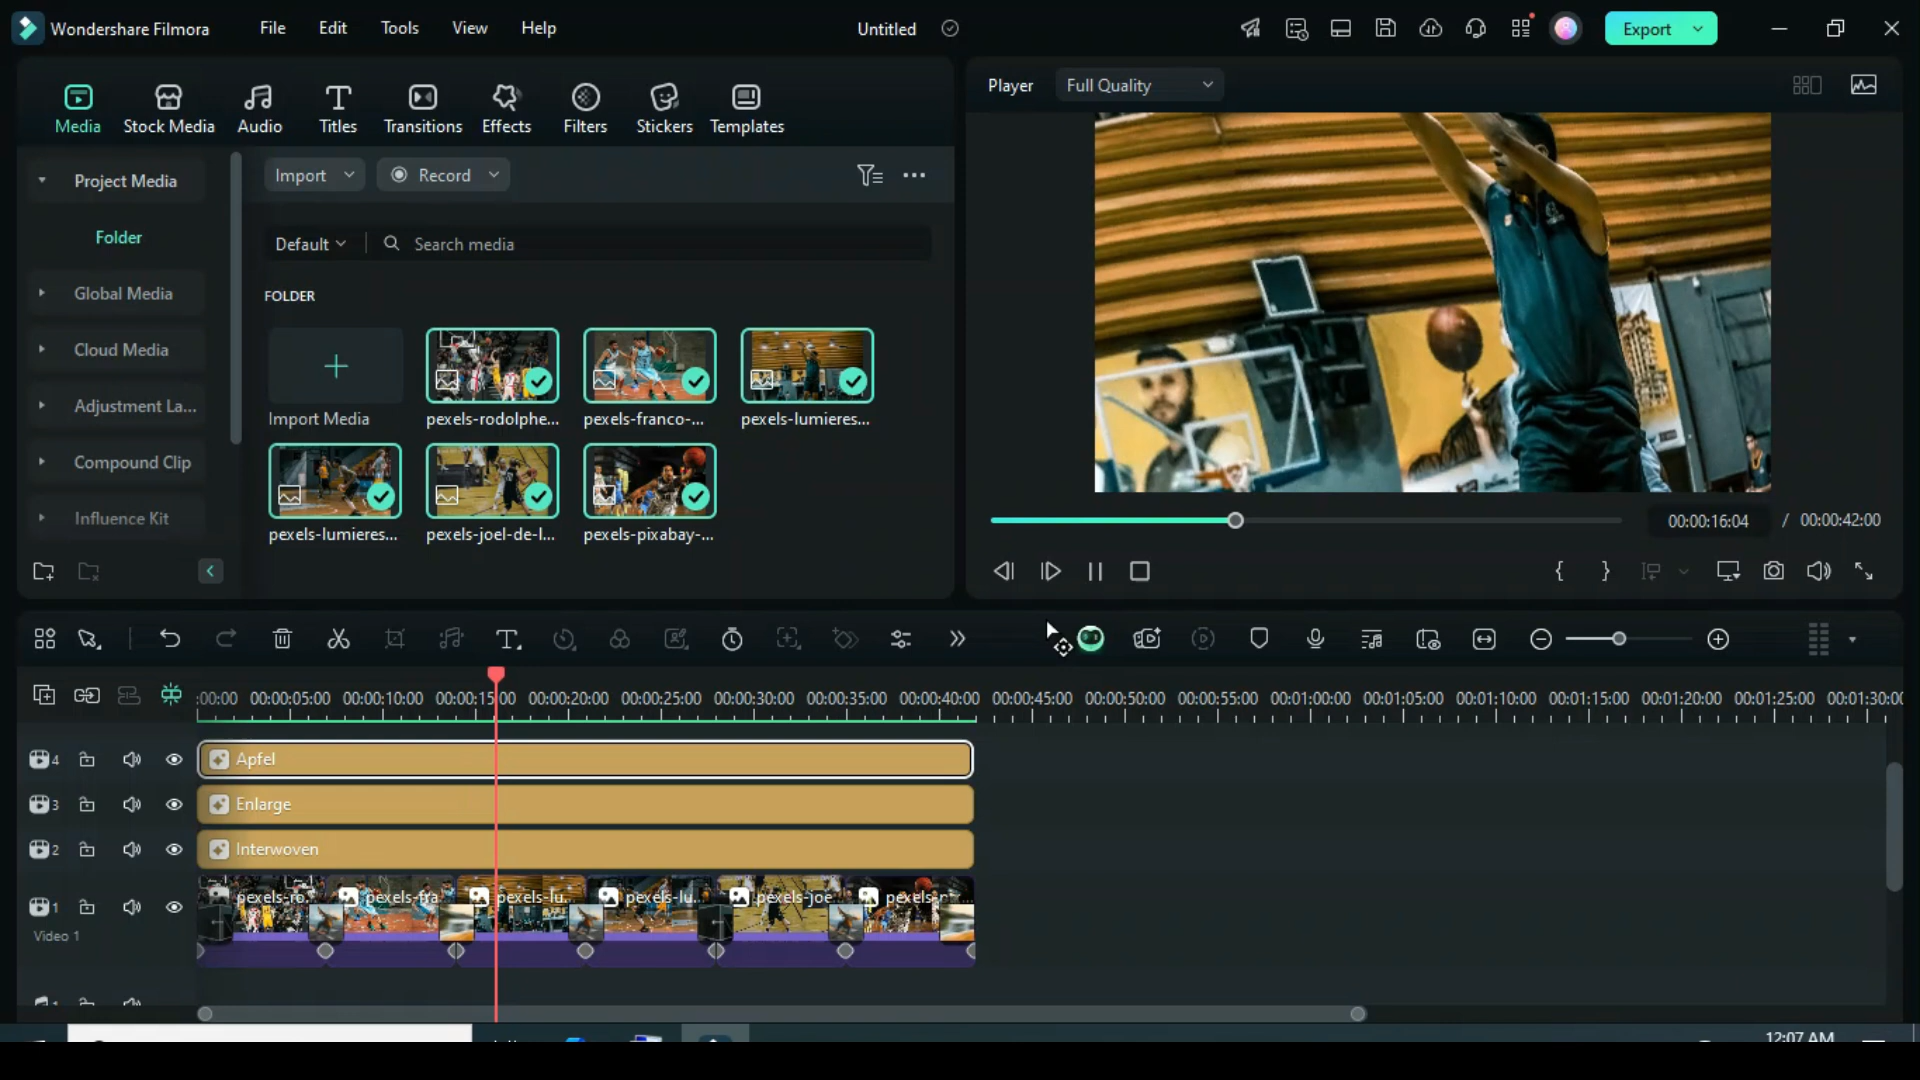 Wondershare Filmora
File Edit Tools View Help
Untitled
Export
Media Stock Media Audio Titles Transitions Effects Filters Stickers Templates
Player Full Quality
Project Media
Folder
Global Media
Cloud Media
Adjustment La...
Compound Clip
Influence Kit
Import Record
Default Search media
FOLDER
Import Media pexels-rodolphe... pexels-franco-... pexels-lumieres...
pexels-lumieres... pexels-joel-de-l... pexels-pixabay-...
00:00:16:04 / 00:00:42:00
:00:00 00:00:05:00 00:00:10:00 00:00:15:00 00:00:20:00 00:00:25:00 00:00:30:00 00:00:35:00 00:00:40:00 00:00:45:00 00:00:50:00 00:00:55:00 00:01:00:00 00:01:05:00 00:01:10:00 00:01:15:00 00:01:20:00 00:01:25:00 00:01:30:00
4 Apfel
3 Enlarge
2 Interwoven
1 pexels-ro... pexels-fra pexels-lu... pexels-lu... pexels-joe
Video 1
1
12:07 AM